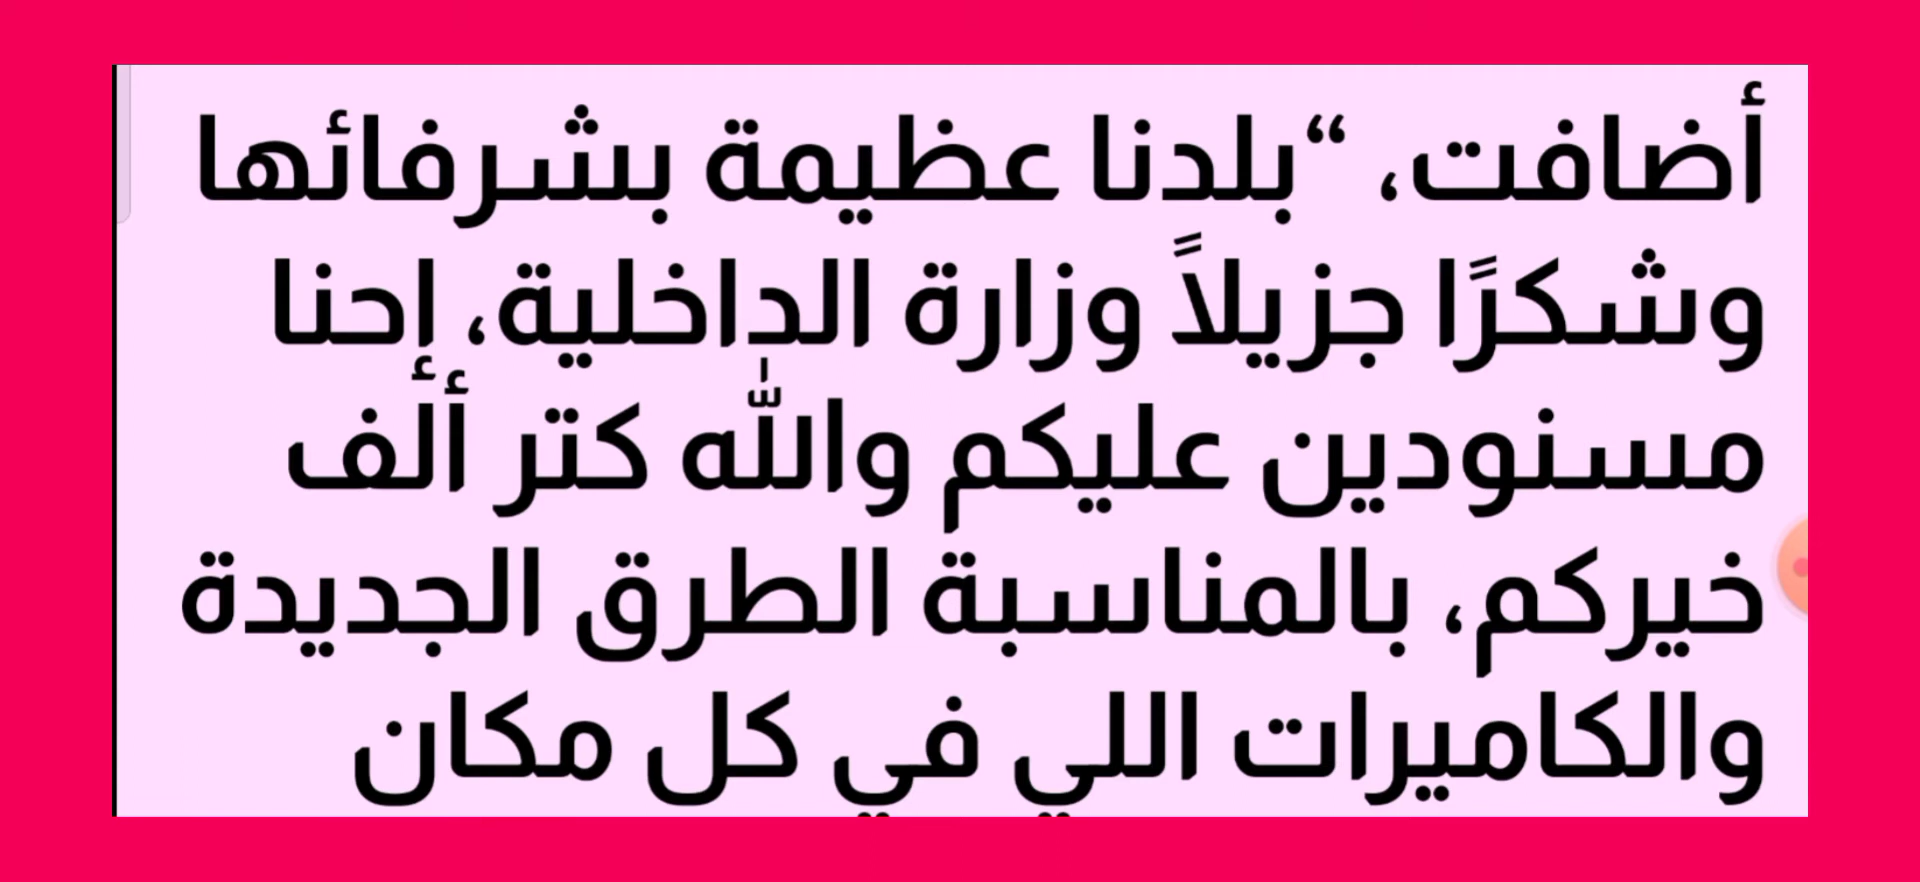 أضافت، “بلدنا عظيمة بشرفائها
وشكرًا جزيلاً وزارة الداخلية، إحنا
مسنودين عليكم والله كتر ألف
خيركم، بالمناسبة الطرق الجديدة
والكاميرات اللي في كل مكان